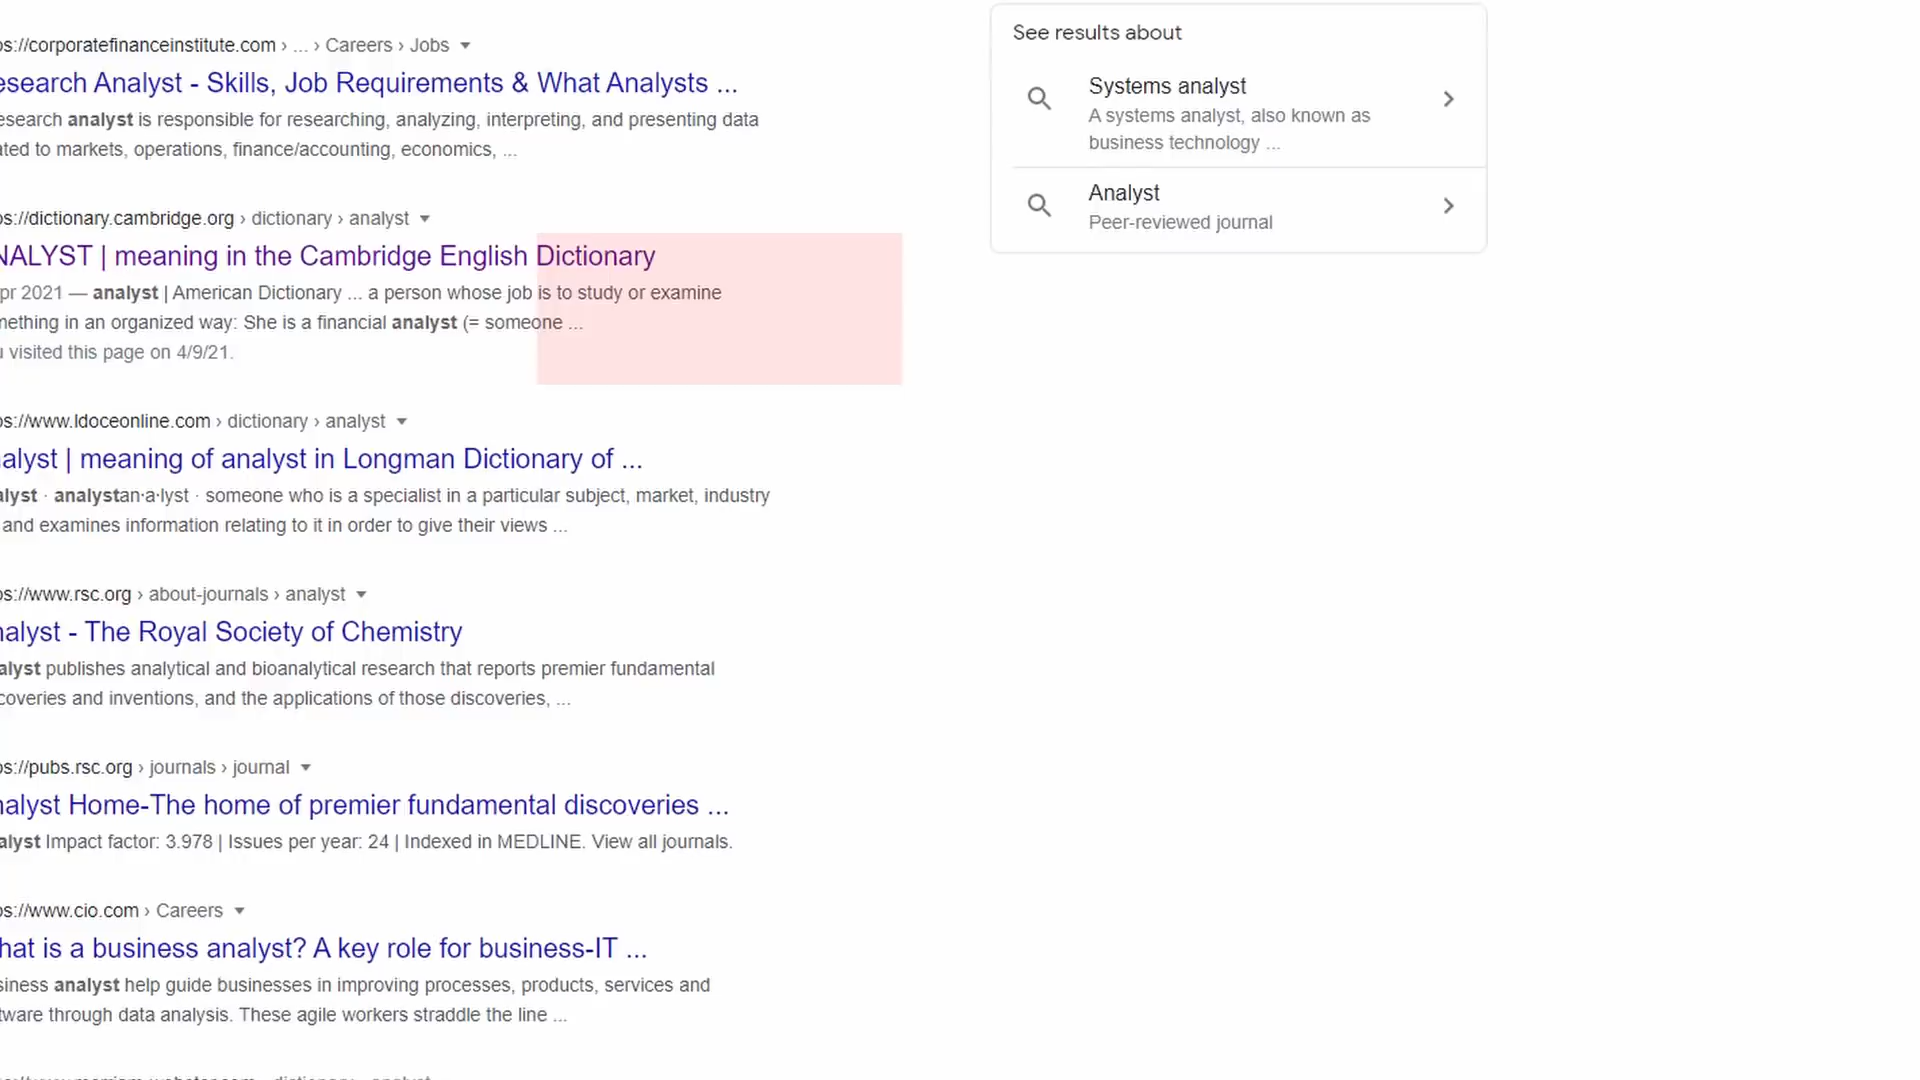 ps://corporatefinanceinstitute.com › ... › Careers › Jobs
esearch Analyst - Skills, Job Requirements & What Analysts ...
esearch analyst is responsible for researching, analyzing, interpreting, and presenting data
ated to markets, operations, finance/accounting, economics, ...
ps://dictionary.cambridge.org › dictionary › analyst
NALYST | meaning in the Cambridge English Dictionary
pr 2021 — analyst | American Dictionary ... a person whose job is to study or examine
mething in an organized way: She is a financial analyst (= someone ...
u visited this page on 4/9/21.
ps://www.ldoceonline.com › dictionary › analyst
alyst | meaning of analyst in Longman Dictionary of ...
alyst · analystan·a·lyst · someone who is a specialist in a particular subject, market, industry
and examines information relating to it in order to give their views ...
ps://www.rsc.org › about-journals › analyst
nalyst - The Royal Society of Chemistry
alyst publishes analytical and bioanalytical research that reports premier fundamental
coveries and inventions, and the applications of those discoveries, ...
ps://pubs.rsc.org › journals › journal
nalyst Home-The home of premier fundamental discoveries ...
alyst Impact factor: 3.978 | Issues per year: 24 | Indexed in MEDLINE. View all journals.
ps://www.cio.com › Careers
hat is a business analyst? A key role for business-IT ...
siness analyst help guide businesses in improving processes, products, services and
tware through data analysis. These agile workers straddle the line ...
See results about
Systems analyst
A systems analyst, also known as
business technology ...
Analyst
Peer-reviewed journal